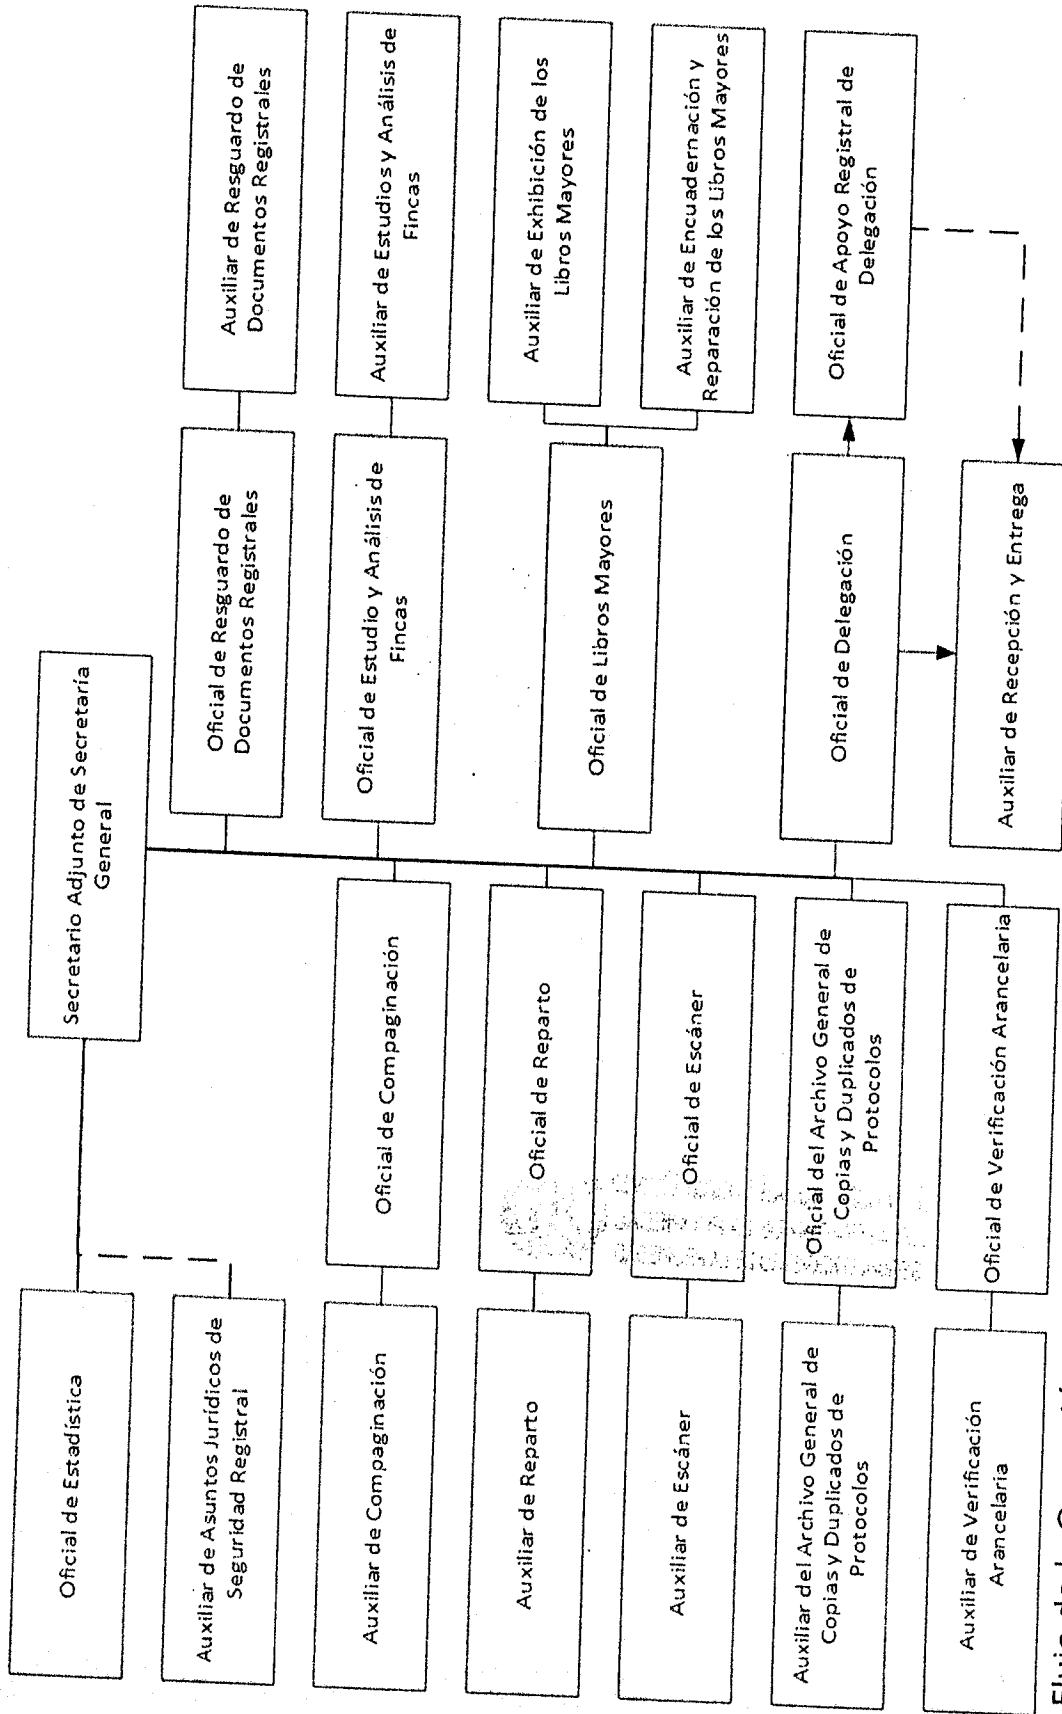 Secretario Adjunto de Secretaría
General
Oficial de Estadística
Auxiliar de Asuntos Jurídicos de
Seguridad Registral
Oficial de Resguardo de
Documentos Registrales
Auxiliar de Resguardo de
Documentos Registrales
Auxiliar de Compaginación
Oficial de Compaginación
Oficial de Estudio y Análisis de
Fincas
Auxiliar de Estudios y Análisis de
Fincas
Auxiliar de Reparto
Oficial de Reparto
Oficial de Libros Mayores
Auxiliar de Exhibición de los
Libros Mayores
Auxiliar de Encuadernación y
Reparación de los Libros Mayores
Auxiliar de Escáner
Oficial de Escáner
Auxiliar del Archivo General de
Copias y Duplicados de
Protocolos
Oficial del Archivo General de
Copias y Duplicados de
Protocolos
Oficial de Delegación
Oficial de Apoyo Registral de
Delegación
Auxiliar de Verificación
Arancelaria
Oficial de Verificación Arancelaria
Auxiliar de Recepción y Entrega